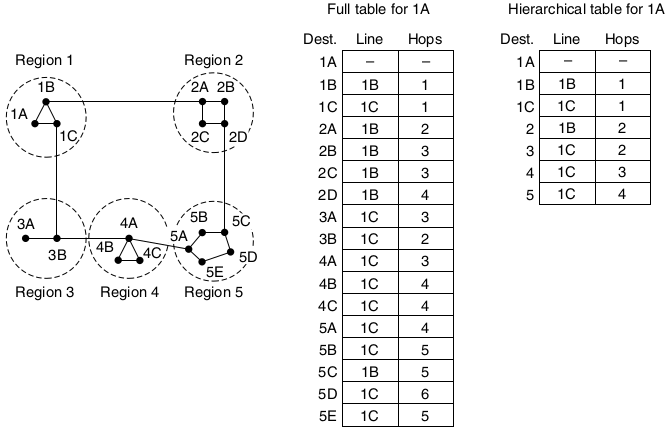 Full table for 1A
Hierarchical table for 1A
Region 1
Region 2
1B
1A
1C
2A
2B
2C
2D
3A
3B
4A
4B
4C
5A
5B
5C
5D
5E
Region 3
Region 4
Region 5
Dest. Line Hops
1A – –
1B 1B 1
1C 1C 1
2A 1B 2
2B 1B 3
2C 1B 3
2D 1B 4
3A 1C 3
3B 1C 2
4A 1C 3
4B 1C 4
4C 1C 4
5A 1C 4
5B 1C 5
5C 1B 5
5D 1C 6
5E 1C 5
Dest. Line Hops
1A – –
1B 1B 1
1C 1C 1
2 1B 2
3 1C 2
4 1C 3
5 1C 4